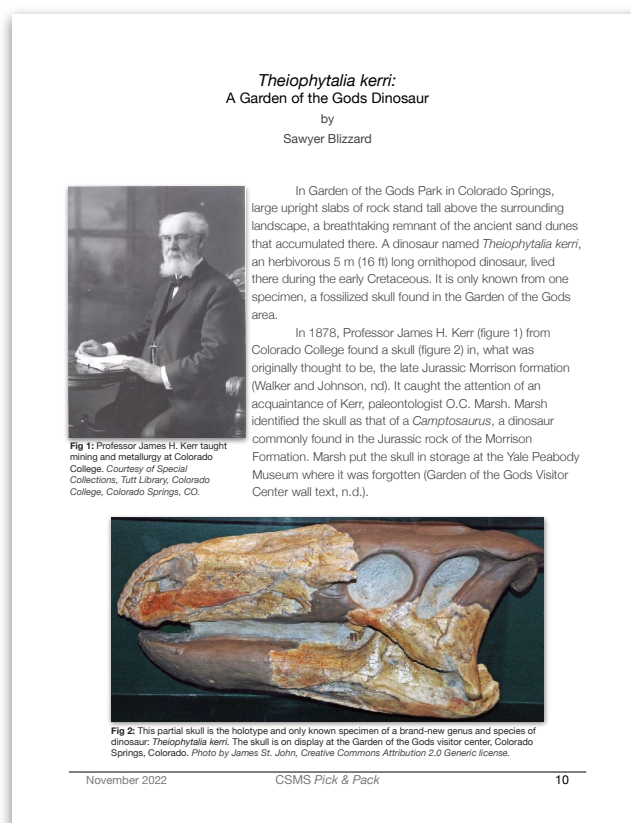 Theiophytalia kerri:
A Garden of the Gods Dinosaur
by
Sawyer Blizzard
In Garden of the Gods Park in Colorado Springs,
large upright slabs of rock stand tall above the surrounding
landscape, a breathtaking remnant of the ancient sand dunes
that accumulated there. A dinosaur named Theiophytalia kerri,
an herbivorous 5 m (16 ft) long ornithopod dinosaur, lived
there during the early Cretaceous. It is only known from one
specimen, a fossilized skull found in the Garden of the Gods
area.
In 1878, Professor James H. Kerr (figure 1) from
Colorado College found a skull (figure 2) in, what was
originally thought to be, the late Jurassic Morrison formation
(Walker and Johnson, nd). It caught the attention of an
acquaintance of Kerr, paleontologist O.C. Marsh. Marsh
identified the skull as that of a Camptosaurus, a dinosaur
commonly found in the Jurassic rock of the Morrison
Formation. Marsh put the skull in storage at the Yale Peabody
Museum where it was forgotten (Garden of the Gods Visitor
Center wall text, n.d.).
Fig 1: Professor James H. Kerr taught
mining and metallurgy at Colorado
College. Courtesy of Special
Collections, Tutt Library, Colorado
College, Colorado Springs, CO.
Fig 2: This partial skull is the holotype and only known specimen of a brand-new genus and species of
dinosaur: Theiophytalia kerri. The skull is on display at the Garden of the Gods visitor center, Colorado
Springs, Colorado. Photo by James St. John, Creative Commons Attribution 2.0 Generic license.
November 2022 CSMS Pick & Pack 10